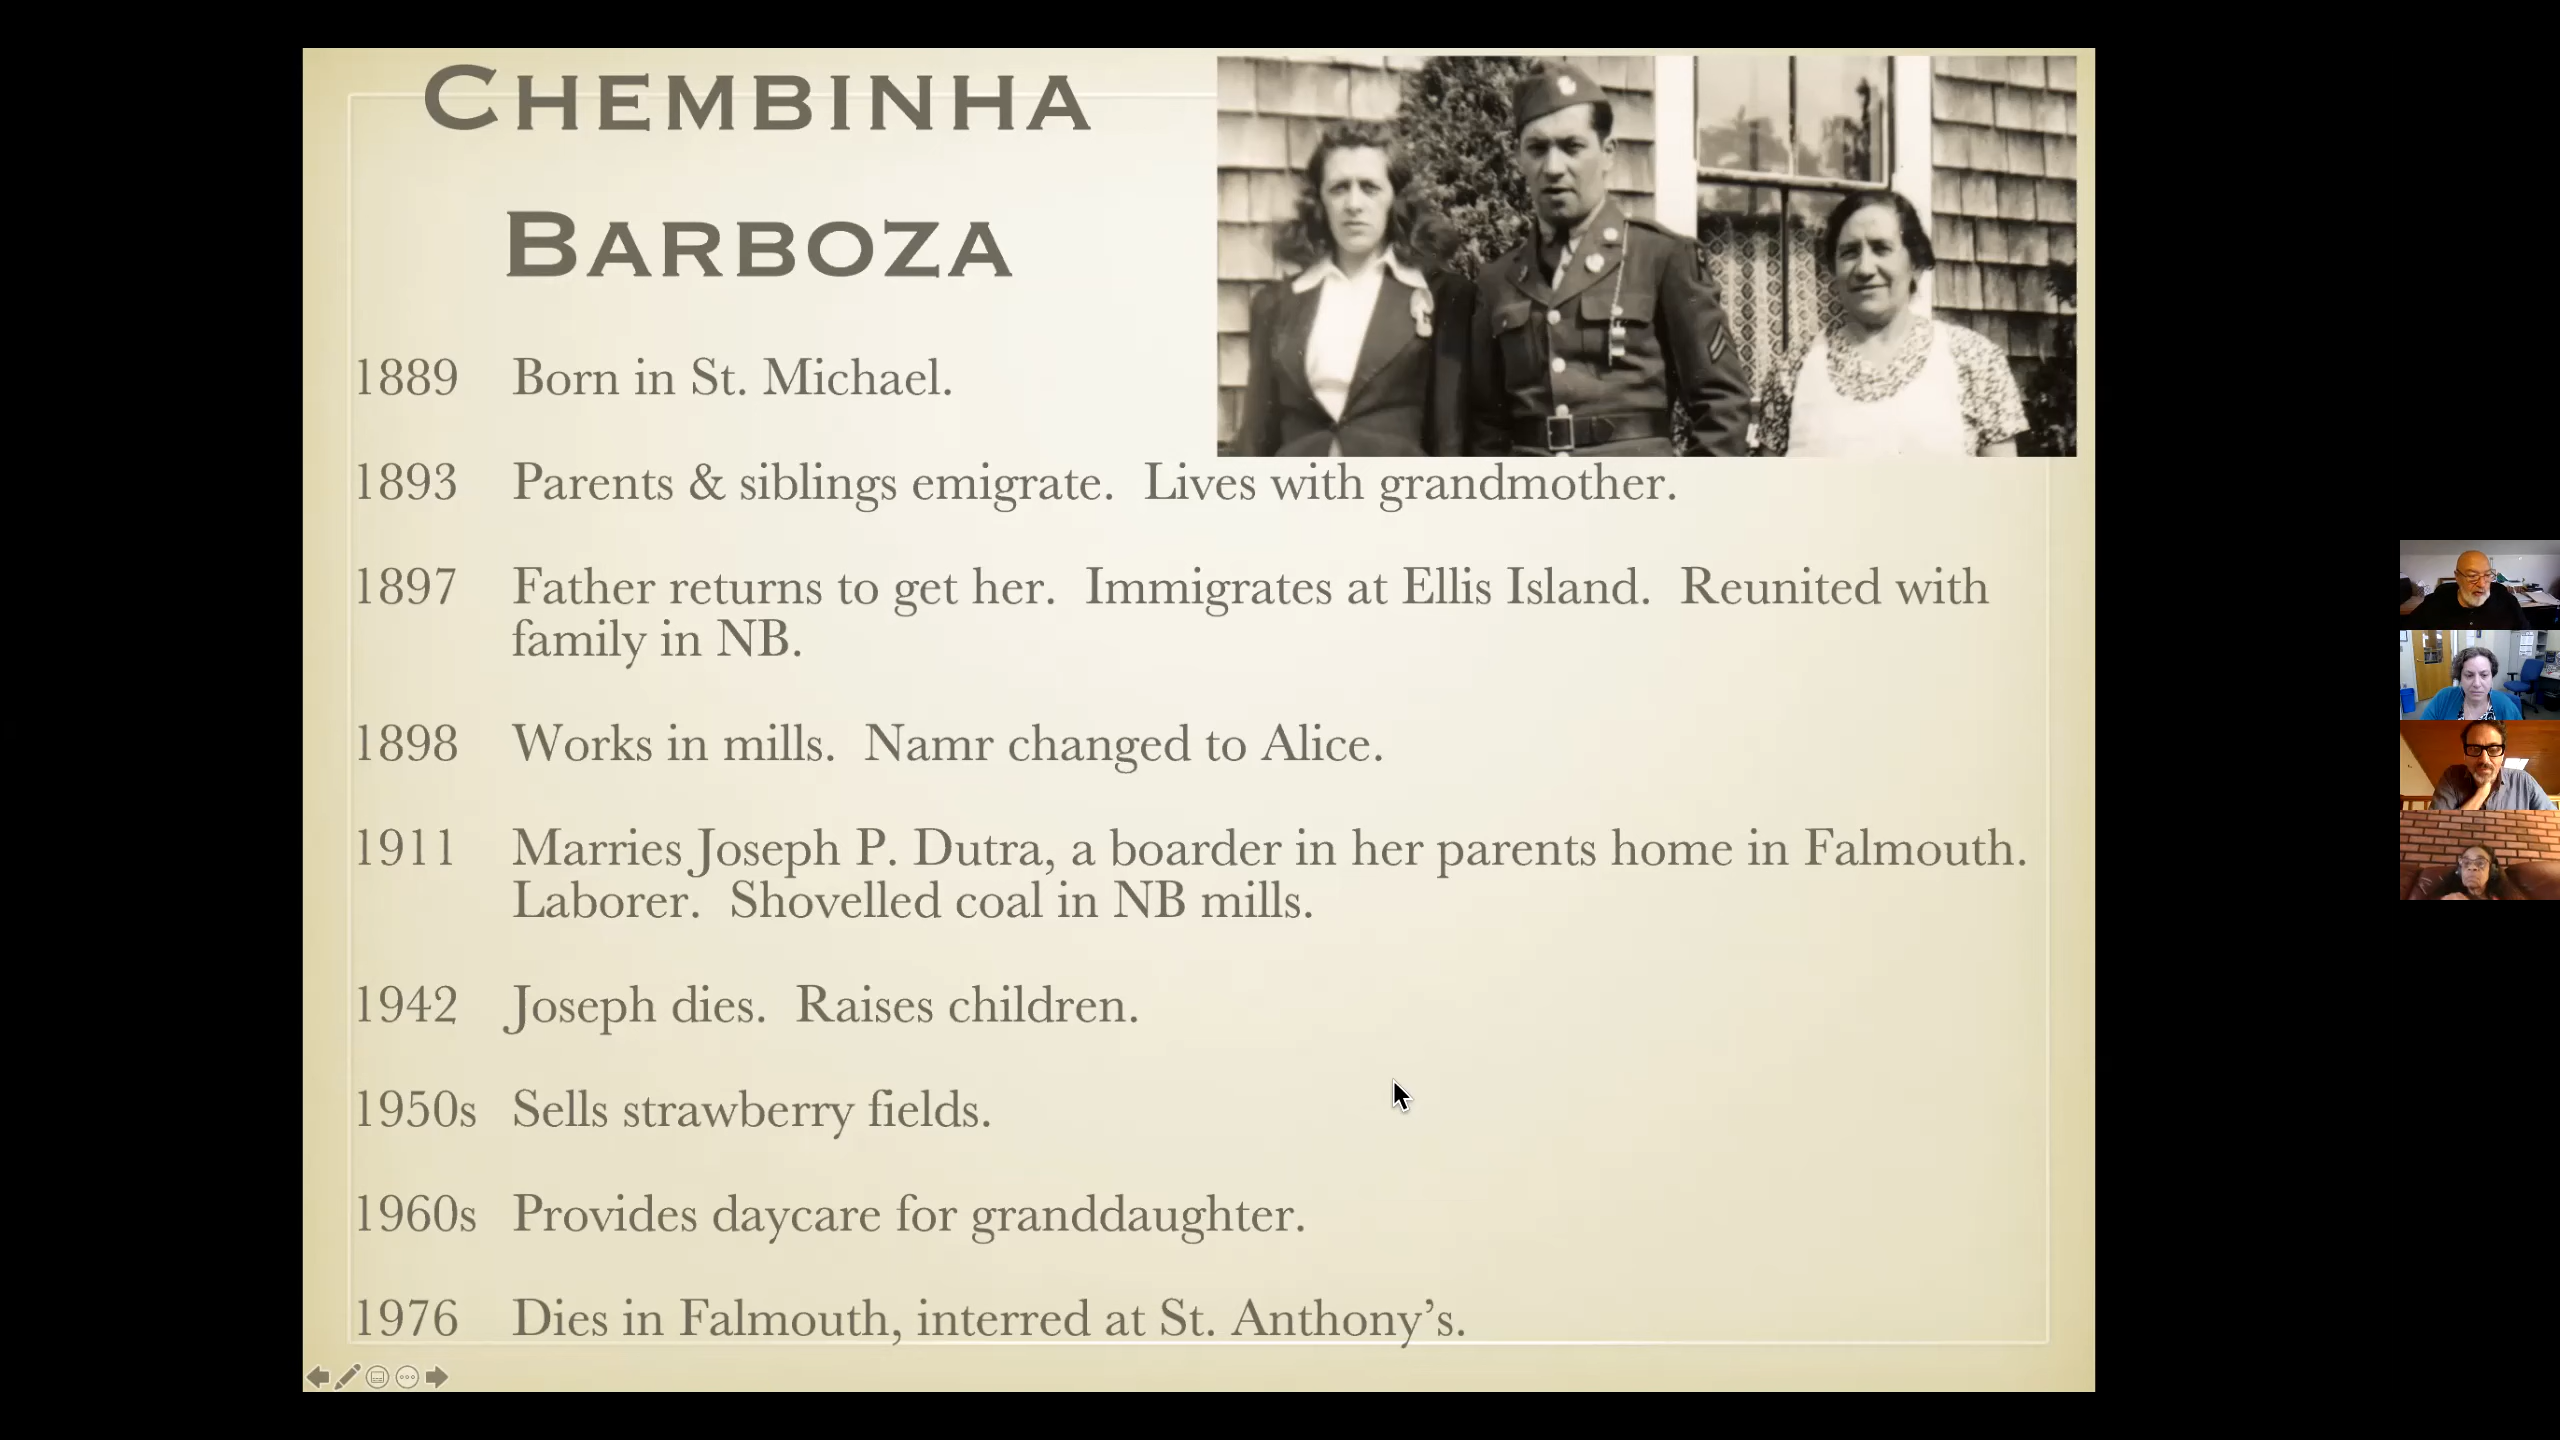 CHEMBINHA
BARBOZA
1889 Born in St. Michael.
1893 Parents & siblings emigrate. Lives with grandmother.
1897 Father returns to get her. Immigrates at Ellis Island. Reunited with
family in NB.
1898 Works in mills. Namr changed to Alice.
1911 Marries Joseph P. Dutra, a boarder in her parents home in Falmouth.
Laborer. Shovelled coal in NB mills.
1942 Joseph dies. Raises children.
1950s Sells strawberry fields.
1960s Provides daycare for granddaughter.
1976 Dies in Falmouth, interred at St. Anthony’s.